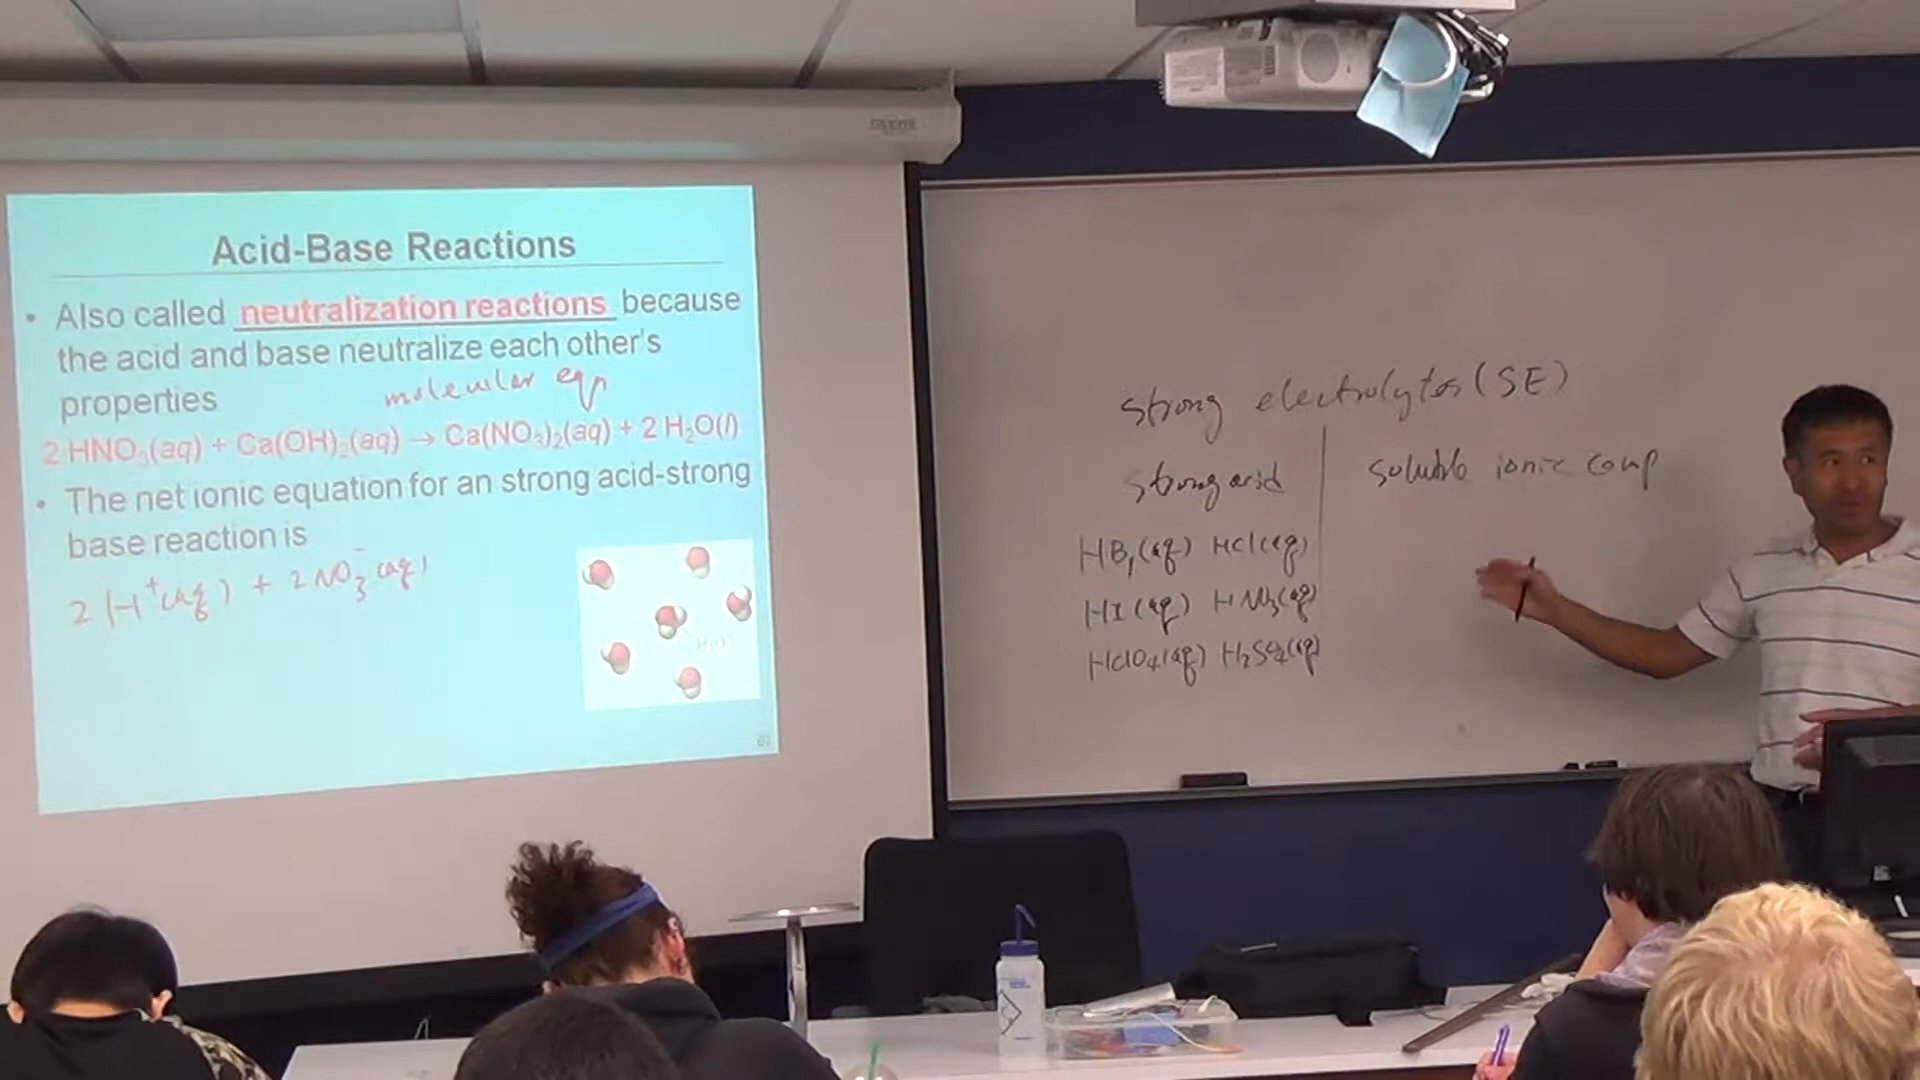 Acid-Base Reactions
• Also called neutralization reactions because
the acid and base neutralize each other's
properties
molecular eqn
2 HNO₃(aq) + Ca(OH)₂(aq) → Ca(NO₃)₂(aq) + 2 H₂O(l)
• The net ionic equation for an strong acid-strong
base reaction is
2 H⁺(aq) + 2 NO₃⁻(aq)
H₂O
67
strong electrolytes (SE)
strong acid
soluble ionic comp
HBr(aq) HCl(aq)
HI(aq) HNO₃(aq)
HClO₄(aq) H₂SO₄(aq)